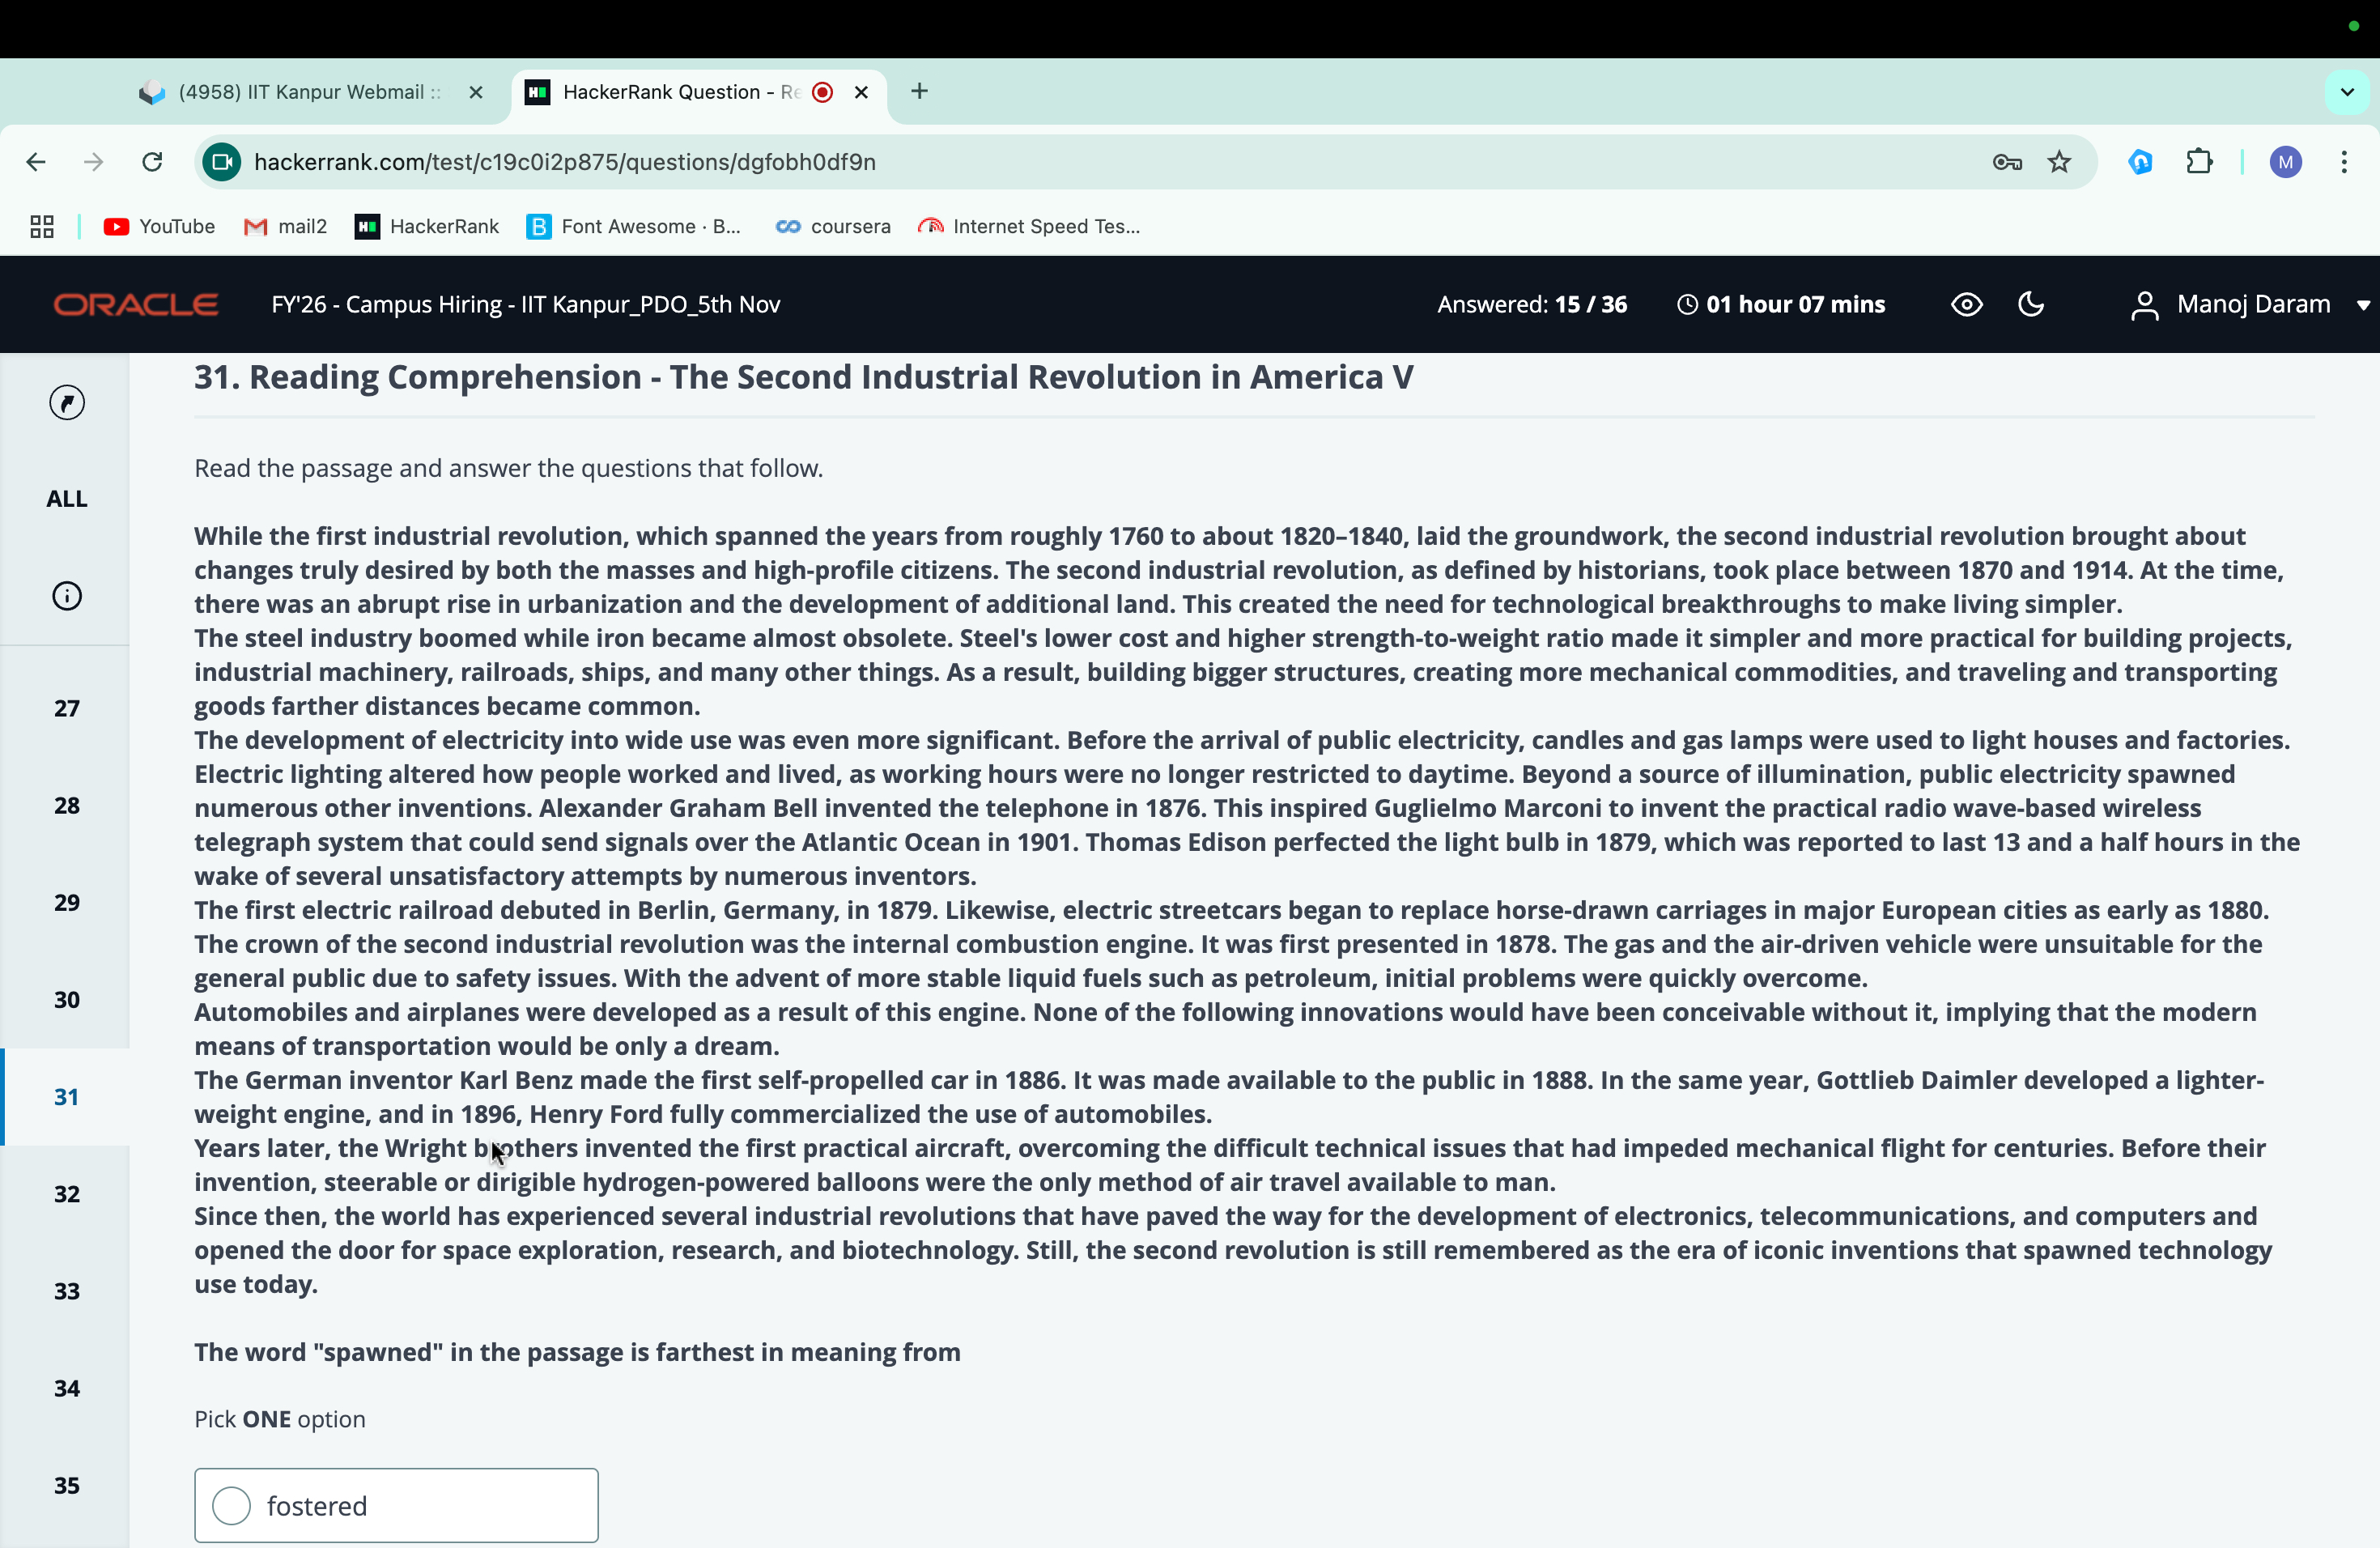 (4958) IIT Kanpur Webmail ::
HackerRank Question - Re
hackerrank.com/test/c19c0i2p875/questions/dgfobh0df9n
M
YouTube
mail2
HackerRank
Font Awesome · B...
coursera
Internet Speed Tes...
ORACLE
FY'26 - Campus Hiring - IIT Kanpur_PDO_5th Nov
Answered: 15 / 36
01 hour 07 mins
Manoj Daram
ALL
27
28
29
30
31
32
33
34
35
31. Reading Comprehension - The Second Industrial Revolution in America V
Read the passage and answer the questions that follow.
While the first industrial revolution, which spanned the years from roughly 1760 to about 1820–1840, laid the groundwork, the second industrial revolution brought about
changes truly desired by both the masses and high-profile citizens. The second industrial revolution, as defined by historians, took place between 1870 and 1914. At the time,
there was an abrupt rise in urbanization and the development of additional land. This created the need for technological breakthroughs to make living simpler.
The steel industry boomed while iron became almost obsolete. Steel's lower cost and higher strength-to-weight ratio made it simpler and more practical for building projects,
industrial machinery, railroads, ships, and many other things. As a result, building bigger structures, creating more mechanical commodities, and traveling and transporting
goods farther distances became common.
The development of electricity into wide use was even more significant. Before the arrival of public electricity, candles and gas lamps were used to light houses and factories.
Electric lighting altered how people worked and lived, as working hours were no longer restricted to daytime. Beyond a source of illumination, public electricity spawned
numerous other inventions. Alexander Graham Bell invented the telephone in 1876. This inspired Guglielmo Marconi to invent the practical radio wave-based wireless
telegraph system that could send signals over the Atlantic Ocean in 1901. Thomas Edison perfected the light bulb in 1879, which was reported to last 13 and a half hours in the
wake of several unsatisfactory attempts by numerous inventors.
The first electric railroad debuted in Berlin, Germany, in 1879. Likewise, electric streetcars began to replace horse-drawn carriages in major European cities as early as 1880.
The crown of the second industrial revolution was the internal combustion engine. It was first presented in 1878. The gas and the air-driven vehicle were unsuitable for the
general public due to safety issues. With the advent of more stable liquid fuels such as petroleum, initial problems were quickly overcome.
Automobiles and airplanes were developed as a result of this engine. None of the following innovations would have been conceivable without it, implying that the modern
means of transportation would be only a dream.
The German inventor Karl Benz made the first self-propelled car in 1886. It was made available to the public in 1888. In the same year, Gottlieb Daimler developed a lighter-
weight engine, and in 1896, Henry Ford fully commercialized the use of automobiles.
Years later, the Wright brothers invented the first practical aircraft, overcoming the difficult technical issues that had impeded mechanical flight for centuries. Before their
invention, steerable or dirigible hydrogen-powered balloons were the only method of air travel available to man.
Since then, the world has experienced several industrial revolutions that have paved the way for the development of electronics, telecommunications, and computers and
opened the door for space exploration, research, and biotechnology. Still, the second revolution is still remembered as the era of iconic inventions that spawned technology
use today.
The word "spawned" in the passage is farthest in meaning from
Pick ONE option
fostered